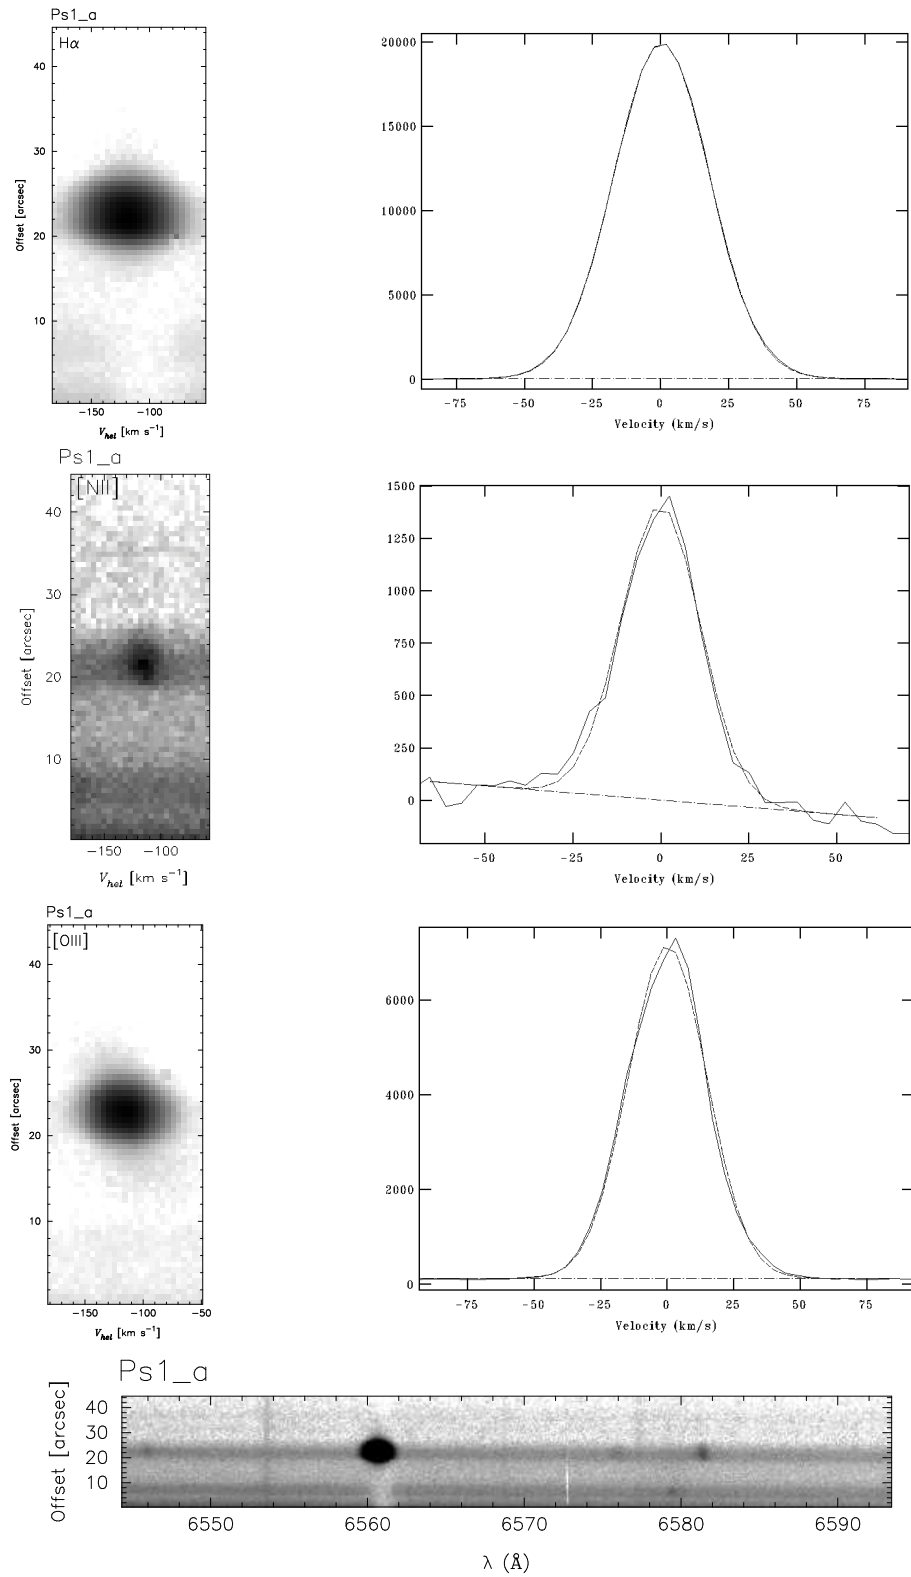 Ps1_a
Hα
40
30
20
10
Offset [arcsec]
−150 −100
V_hel [km s⁻¹]
20000
15000
10000
5000
0
−75 −50 −25 0 25 50 75
Velocity (km/s)
Ps1_a
[NII]
40
30
20
10
Offset [arcsec]
−150 −100
V_hel [km s⁻¹]
1500
1250
1000
750
500
250
0
−50 −25 0 25 50
Velocity (km/s)
Ps1_a
[OIII]
40
30
20
10
Offset [arcsec]
−150 −100 −50
V_hel [km s⁻¹]
6000
4000
2000
0
−75 −50 −25 0 25 50 75
Velocity (km/s)
Ps1_a
40
30
20
10
Offset [arcsec]
6550 6560 6570 6580 6590
λ (Å)